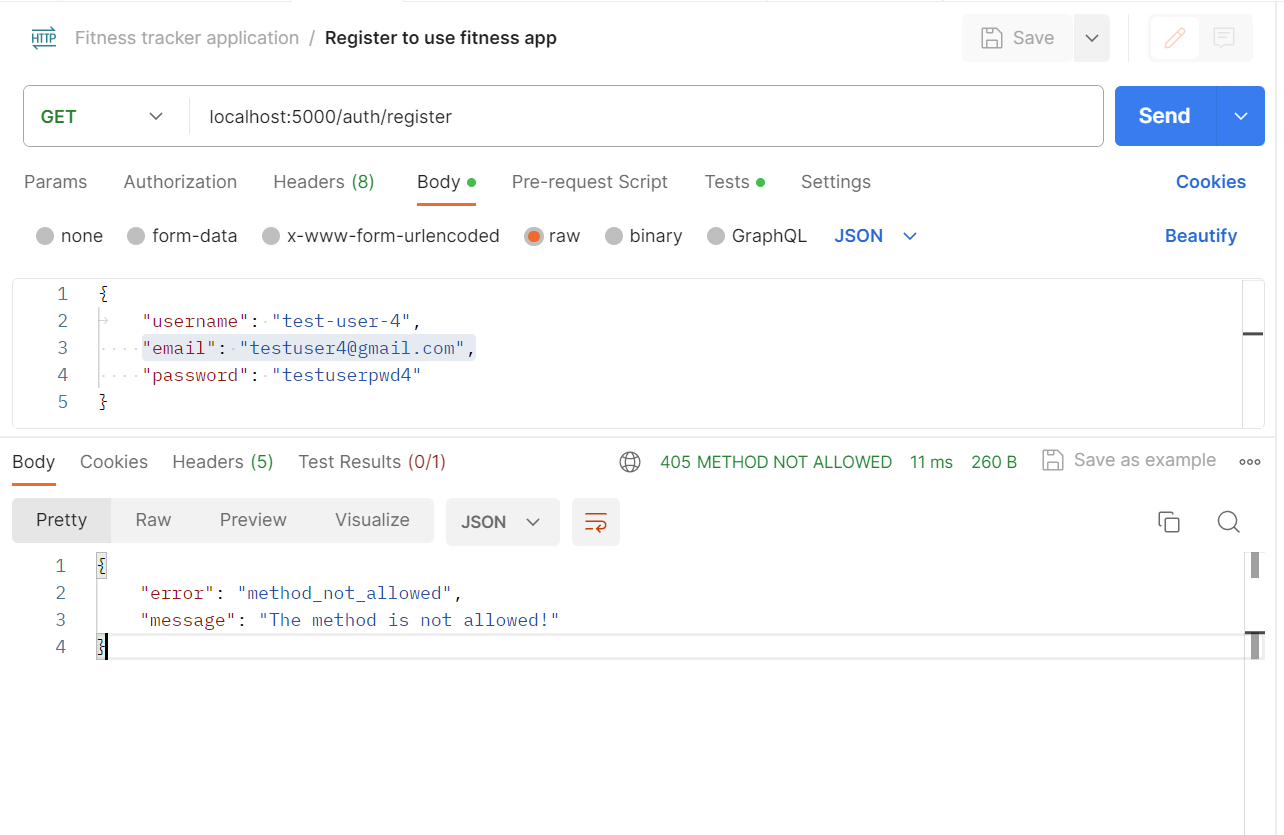 HTTP Fitness tracker application / Register to use fitness app Save
GET localhost:5000/auth/register Send
Params Authorization Headers (8) Body Pre-request Script Tests Settings Cookies
none form-data x-www-form-urlencoded raw binary GraphQL JSON Beautify
1 {
2 "username": "test-user-4",
3 "email": "testuser4@gmail.com",
4 "password": "testuserpwd4"
5 }
Body Cookies Headers (5) Test Results (0/1) 405 METHOD NOT ALLOWED 11 ms 260 B Save as example
Pretty Raw Preview Visualize JSON
1 {
2 "error": "method_not_allowed",
3 "message": "The method is not allowed!"
4 }